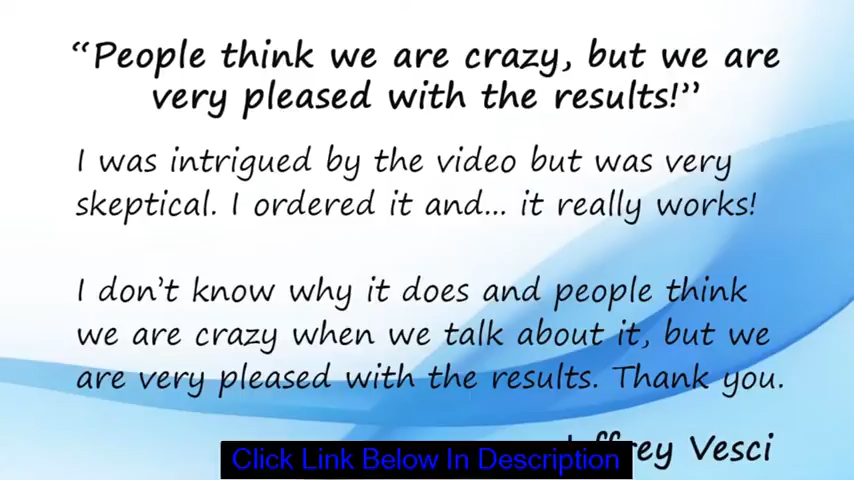 “People think we are crazy, but we are
very pleased with the results!”
I was intrigued by the video but was very
skeptical. I ordered it and... it really works!
I don’t know why it does and people think
we are crazy when we talk about it, but we
are very pleased with the results. Thank you.
Vesci
Click Link Below In Description